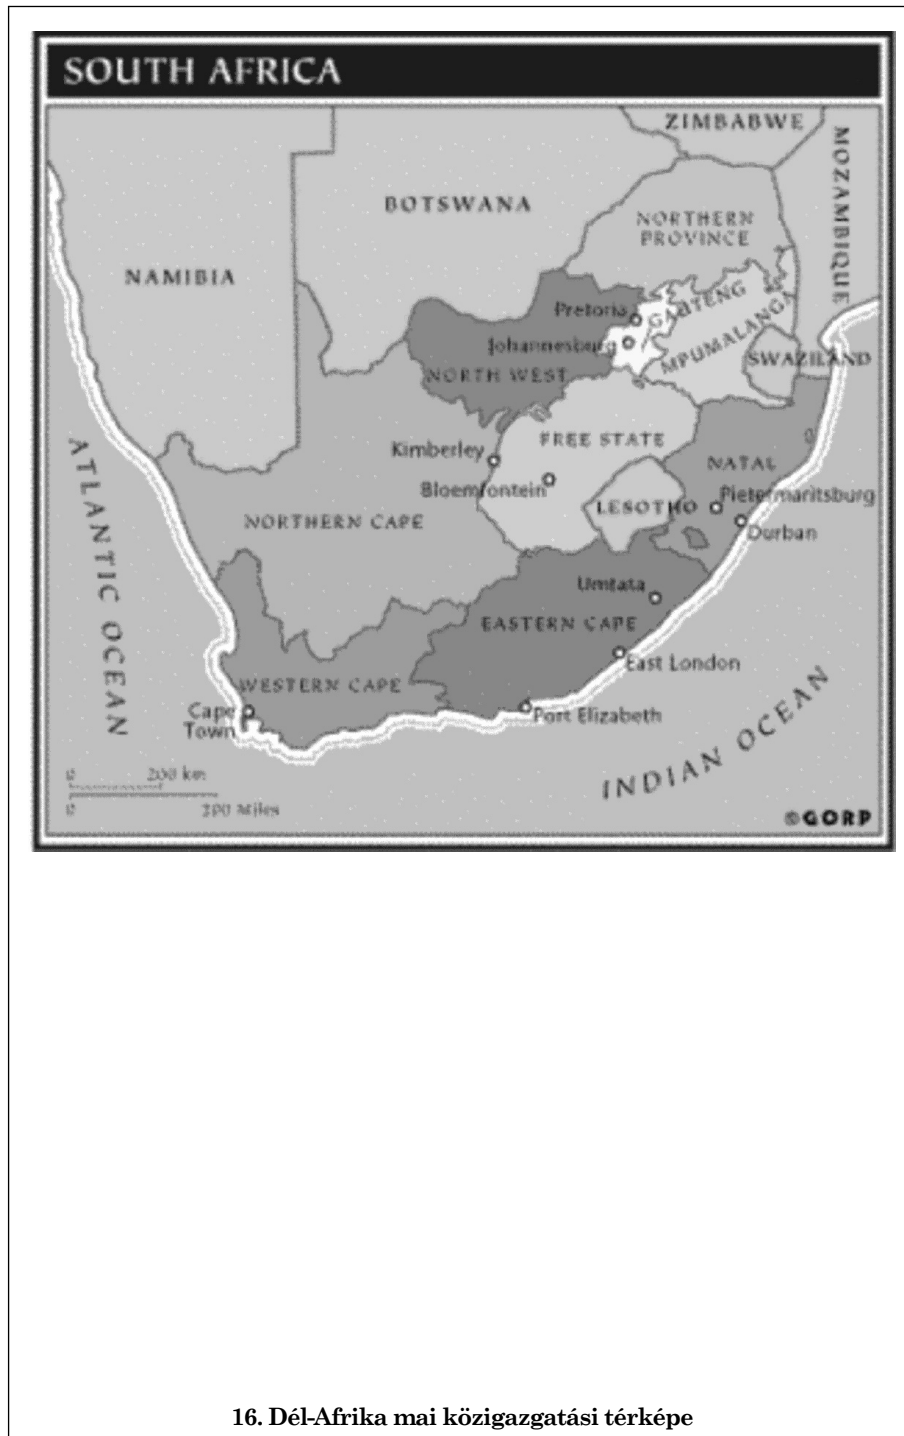 SOUTH AFRICA
ZIMBABWE
MOZAMBIQUE
BOTSWANA
NORTHERN
PROVINCE
NAMIBIA
Pretoria
GAUTENG
Johannesburg
MPUMALANGA
SWAZILAND
NORTH WEST
Kimberley
FREE STATE
NATAL
Bloemfontein
LESOTHO
Pietermaritsburg
NORTHERN CAPE
Durban
ATLANTIC OCEAN
Umtata
EASTERN CAPE
East London
WESTERN CAPE
Cape
Town
Port Elizabeth
INDIAN OCEAN
0 200 km
0 200 Miles
©GORP
16. Dél-Afrika mai közigazgatási térképe